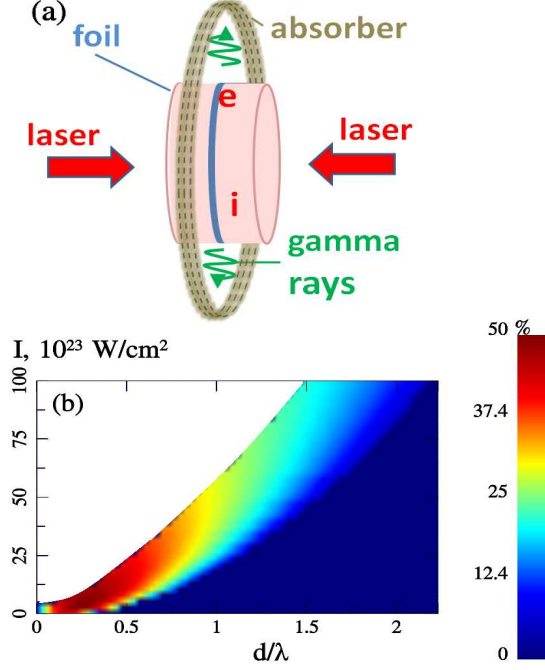 (a)
absorber
foil
e
laser
laser
i
gamma
rays
50 %
I, 10²³ W/cm²
100
(b)
37.4
75
50
25
25
12.4
0
0
0
0.5
1
1.5
2
d/λ